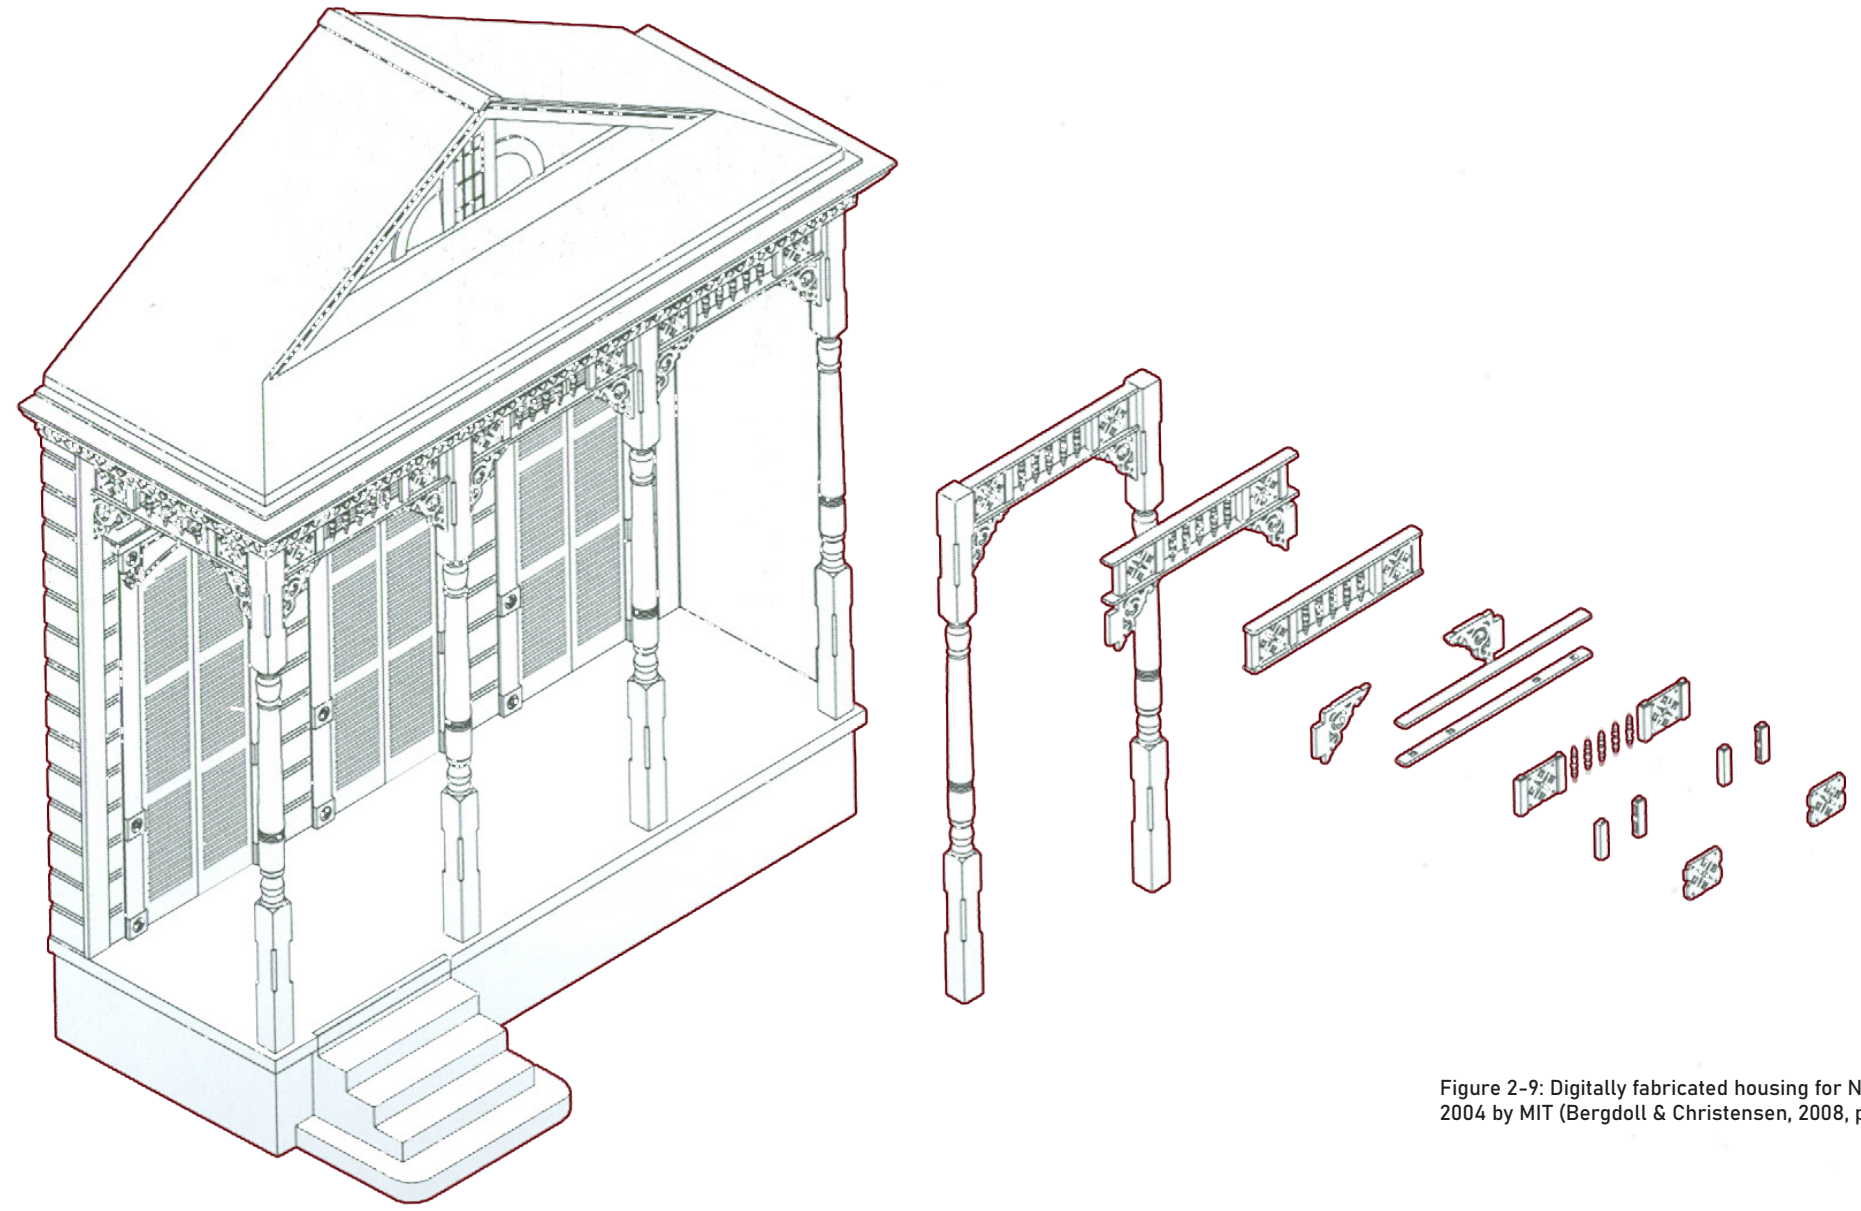 Figure 2-9: Digitally fabricated housing for
2004 by MIT (Bergdoll & Christensen, 2008,